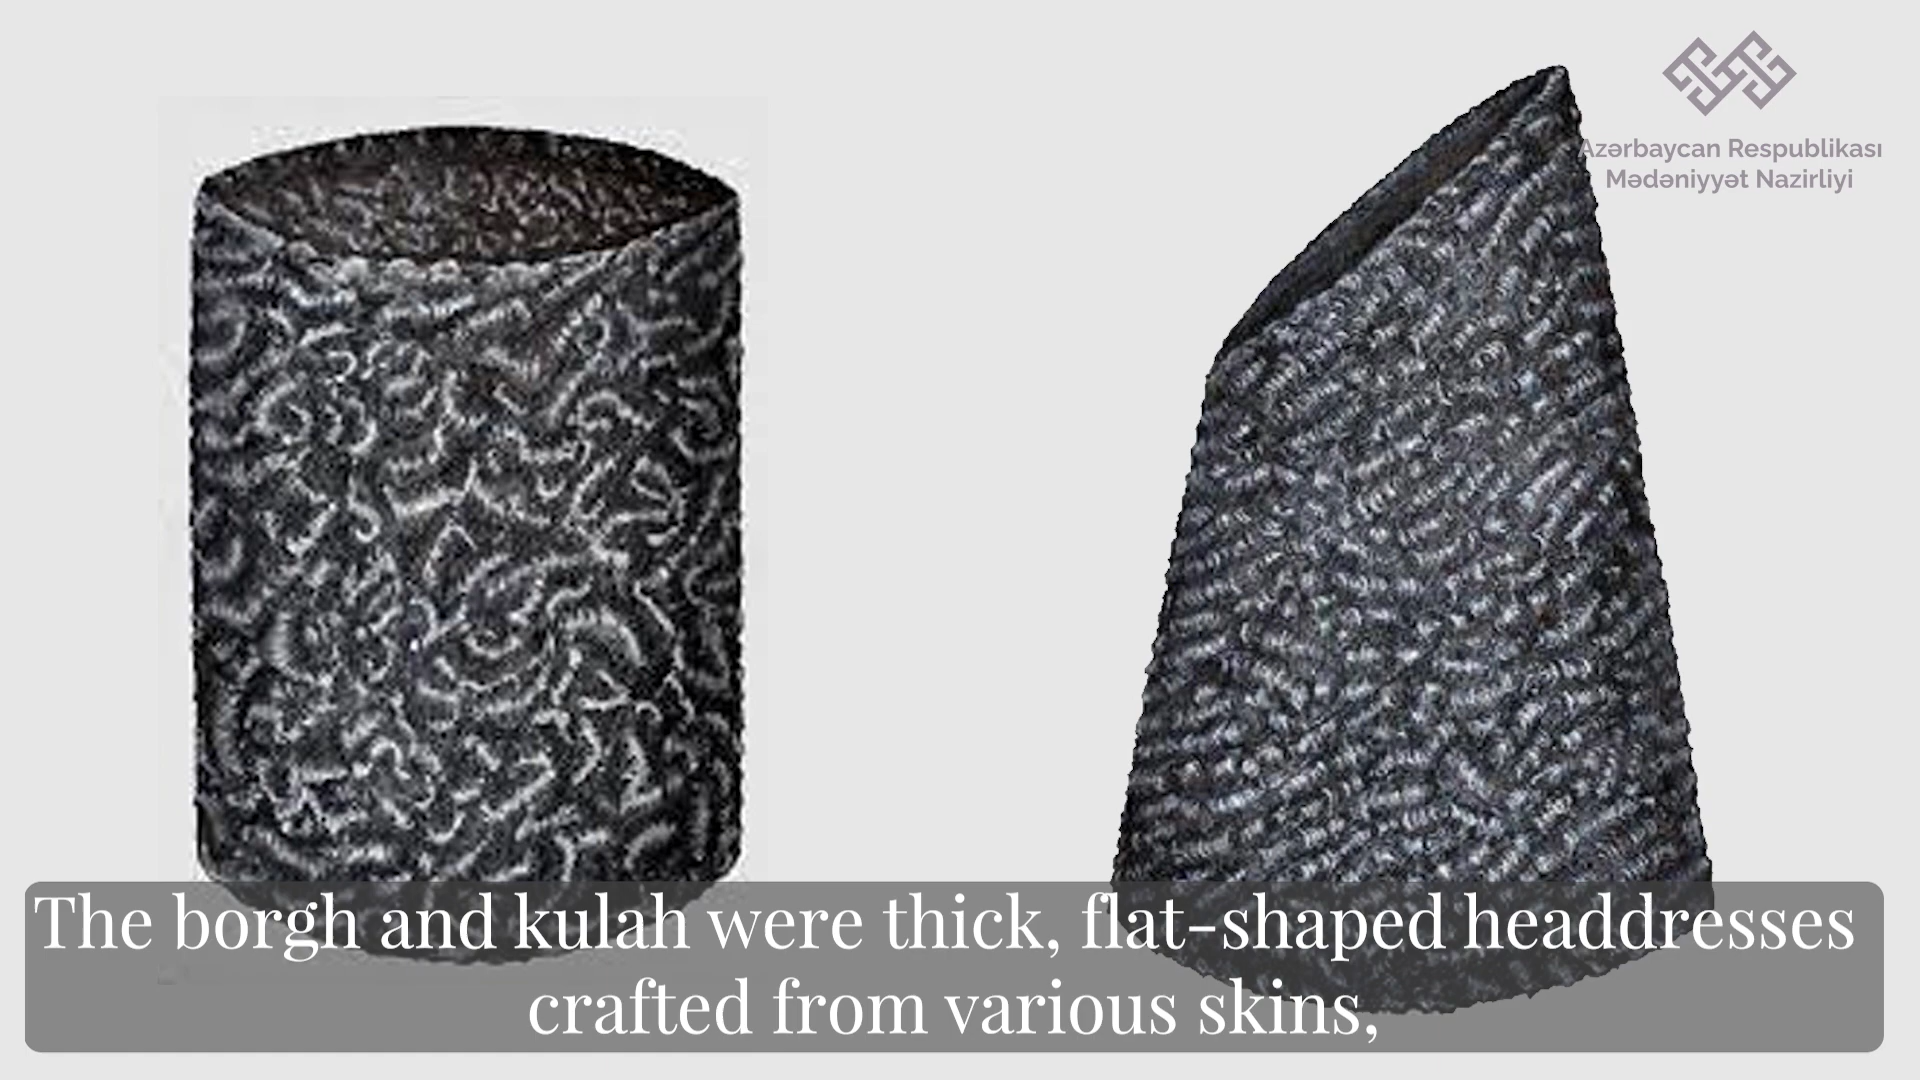 Azərbaycan Respublikası
Mədəniyyət Nazirliyi
The borgh and kulah were thick, flat-shaped headdresses
crafted from various skins,